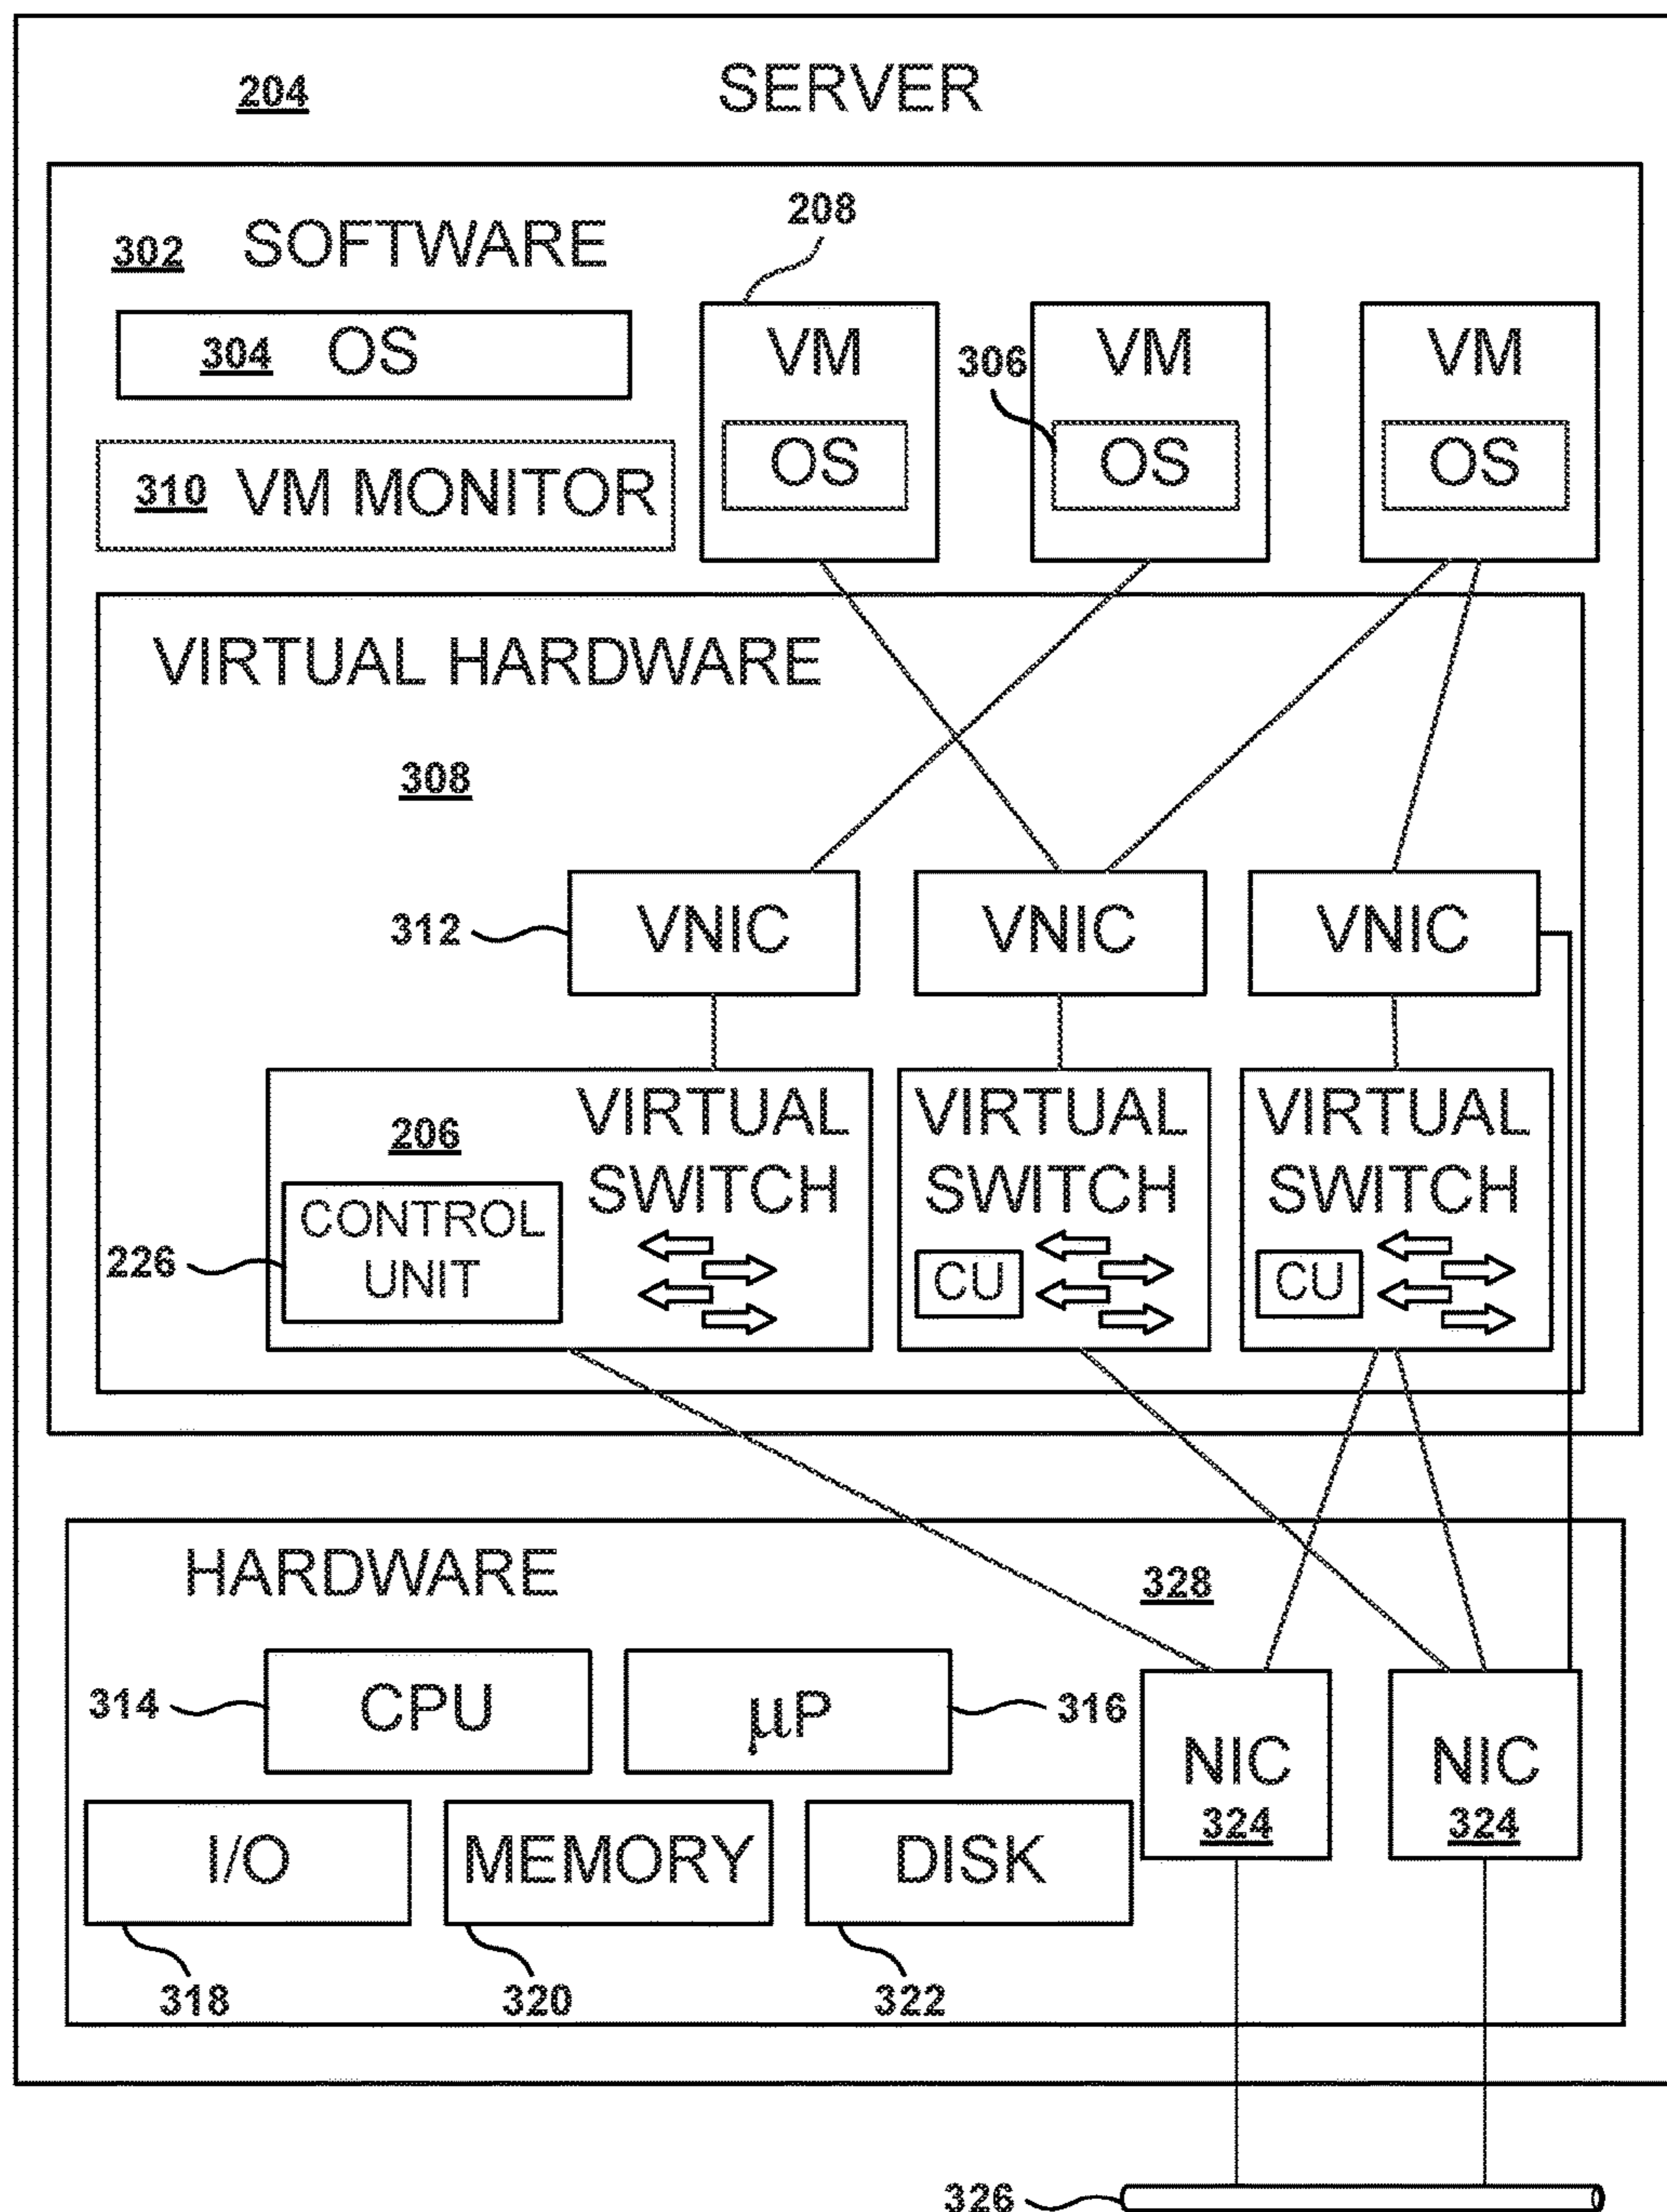 204 SERVER
302 SOFTWARE
208
304 OS
310 VM MONITOR
VM
OS
306
VM
OS
VM
OS
VIRTUAL HARDWARE
308
312
VNIC
VNIC
VNIC
206
VIRTUAL
SWITCH
226
CONTROL
UNIT
VIRTUAL
SWITCH
CU
VIRTUAL
SWITCH
CU
HARDWARE
328
314
CPU
µP
316
NIC
324
NIC
324
I/O
MEMORY
DISK
318
320
322
326